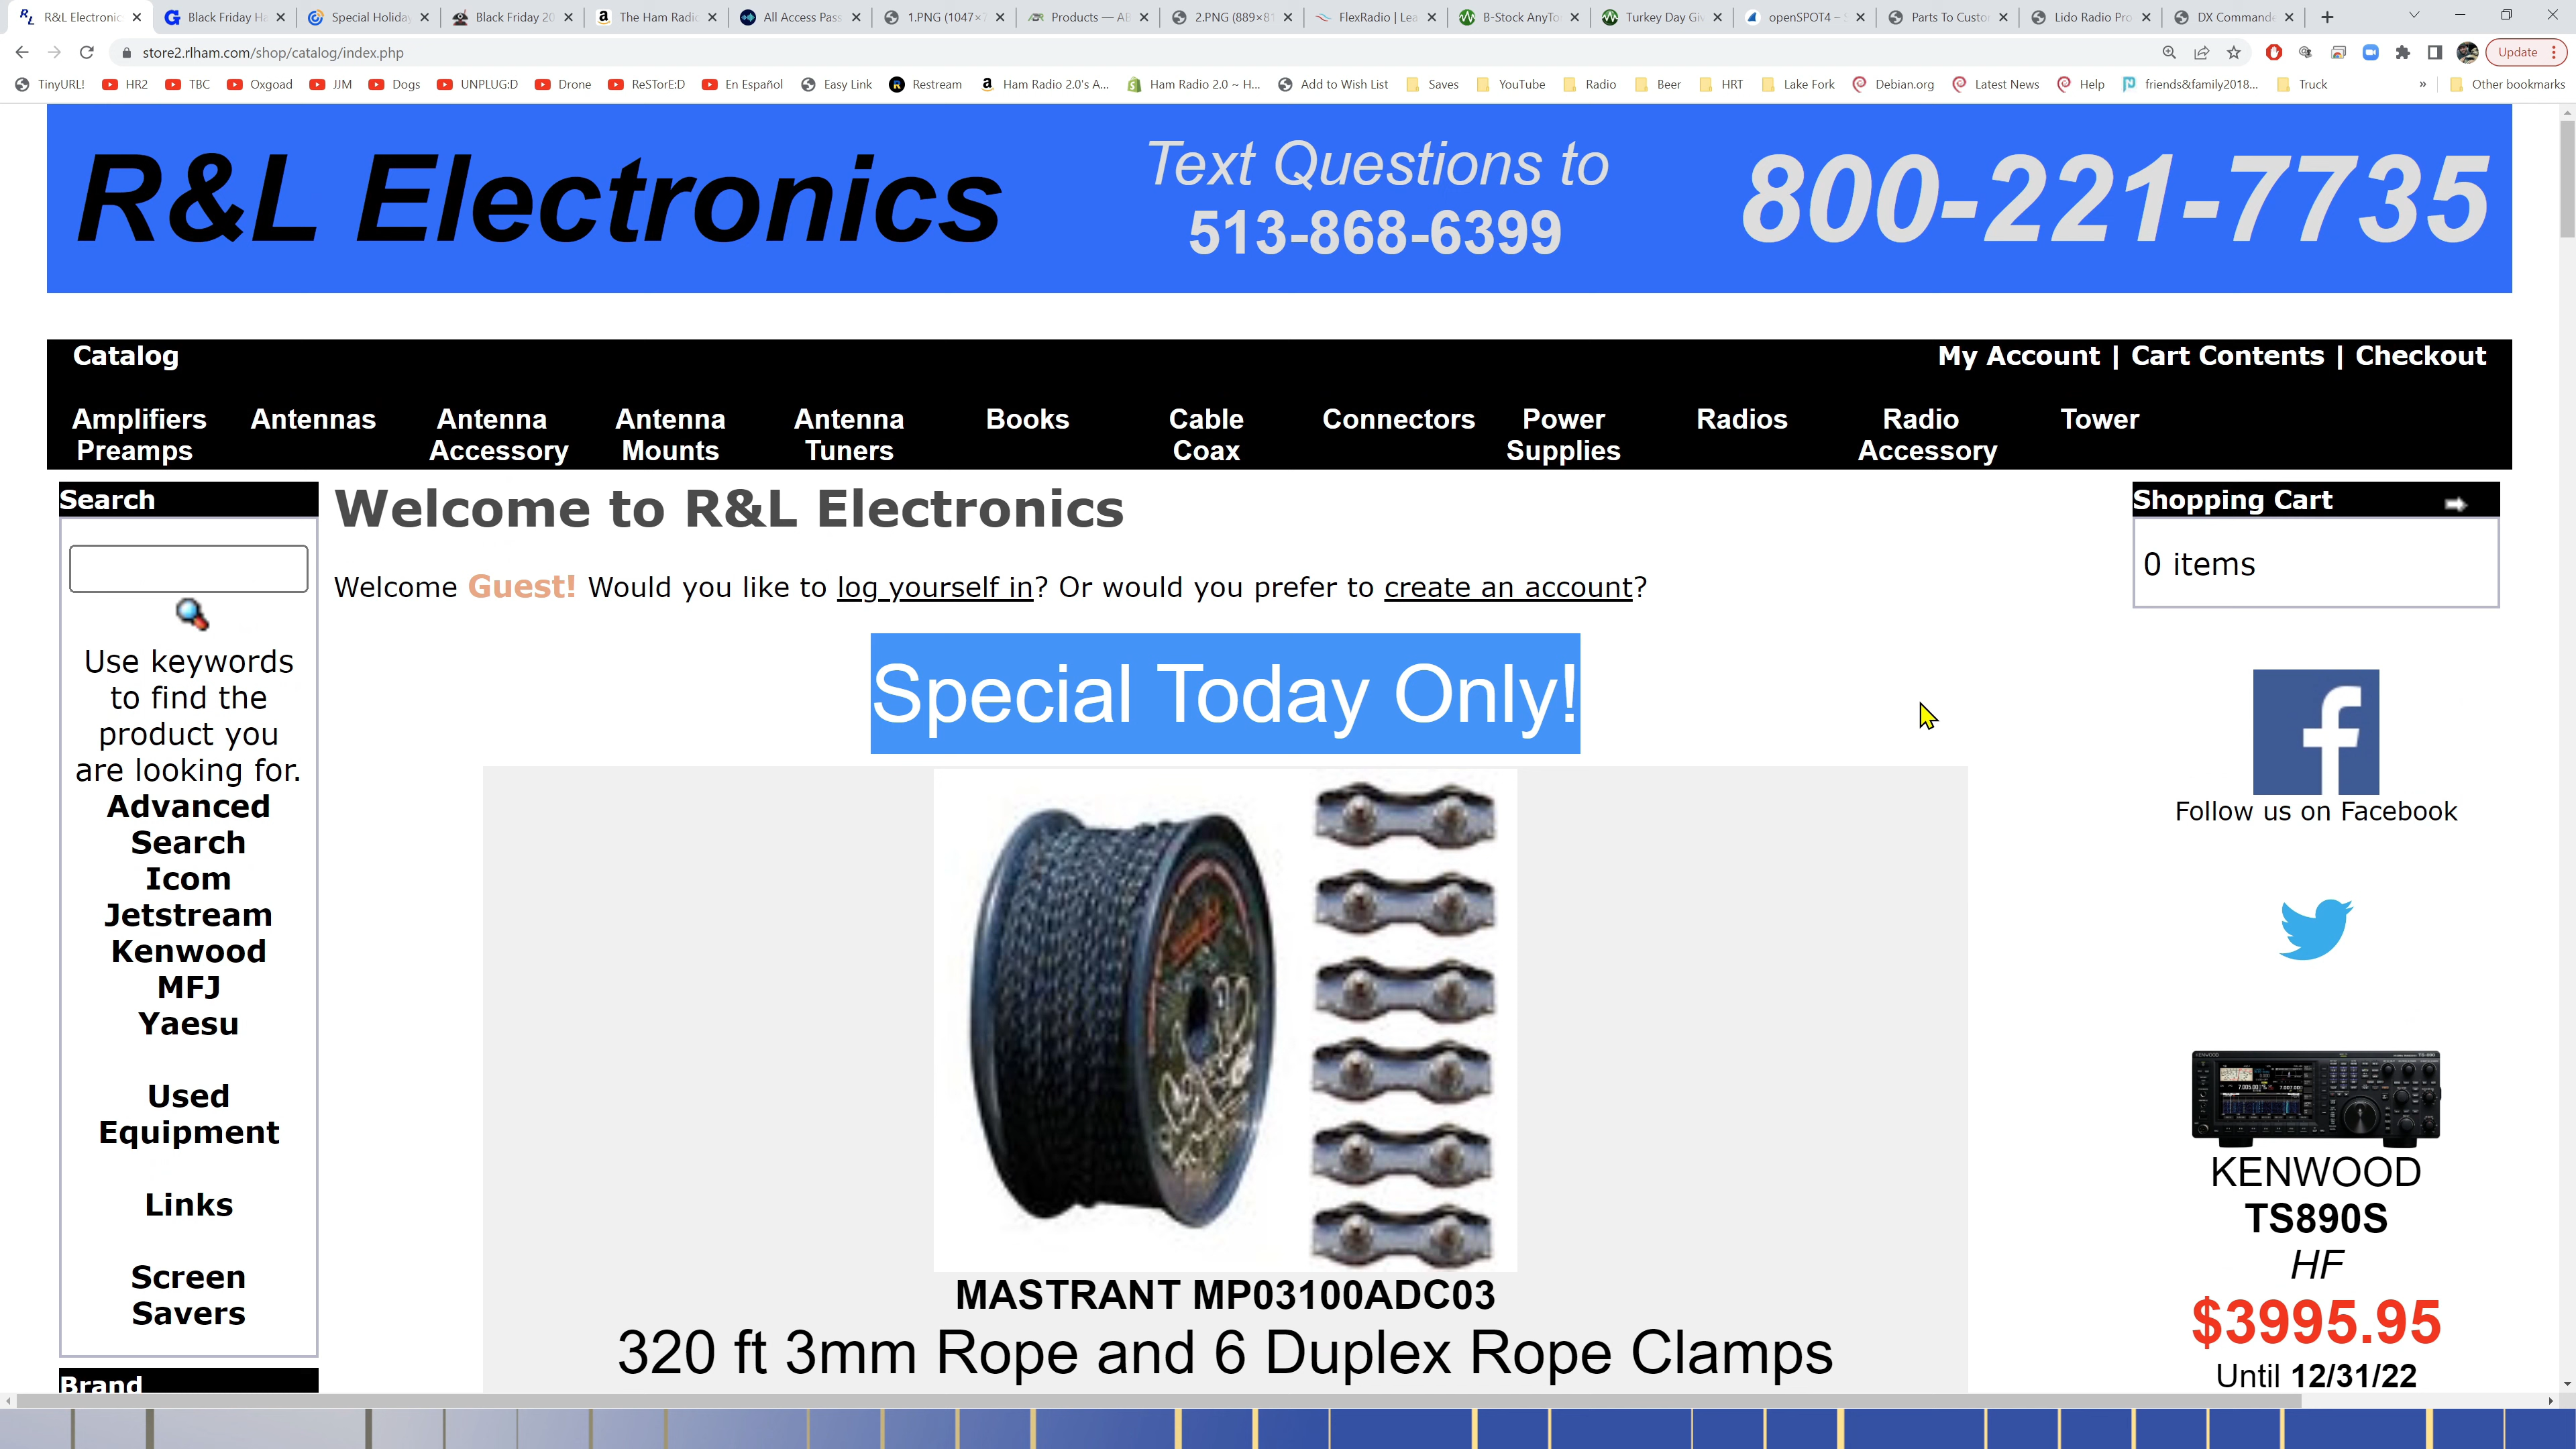 R&L Electronic
Black Friday Ha
Special Holiday
Black Friday 20
The Ham Radio
All Access Pass
1.PNG (1047×7
Products — AB
2.PNG (889×81
FlexRadio | Lea
B-Stock AnyTo
Turkey Day Giv
openSPOT4 – S
Parts To Custo
Lido Radio Pro
DX Commande
store2.rlham.com/shop/catalog/index.php
Update
TinyURL!
HR2
TBC
Oxgoad
JJM
Dogs
UNPLUG:D
Drone
ReSTorE:D
En Español
Easy Link
Restream
Ham Radio 2.0's A...
Ham Radio 2.0 ~ H...
Add to Wish List
Saves
YouTube
Radio
Beer
HRT
Lake Fork
Debian.org
Latest News
Help
friends&family2018...
Truck
»
Other bookmarks
R&L Electronics
Text Questions to
513-868-6399
800-221-7735
Catalog
My Account | Cart Contents | Checkout
Amplifiers
Preamps
Antennas
Antenna
Accessory
Antenna
Mounts
Antenna
Tuners
Books
Cable
Coax
Connectors
Power
Supplies
Radios
Radio
Accessory
Tower
Search
Use keywords
to find the
product you
are looking for.
Advanced
Search
Icom
Jetstream
Kenwood
MFJ
Yaesu
Used
Equipment
Links
Screen
Savers
Brand
Welcome to R&L Electronics
Welcome Guest! Would you like to log yourself in? Or would you prefer to create an account?
Special Today Only!
MASTRANT MP03100ADC03
320 ft 3mm Rope and 6 Duplex Rope Clamps
Shopping Cart
0 items
Follow us on Facebook
KENWOOD
TS890S
HF
$3995.95
Until 12/31/22